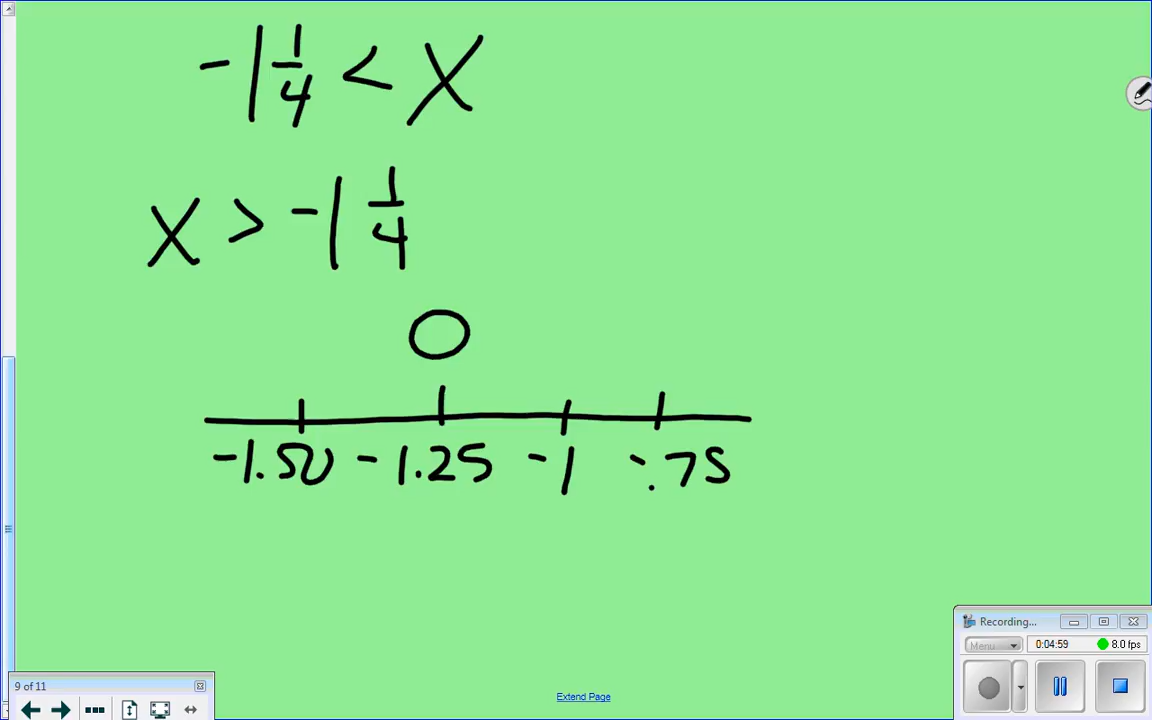 -1 1/4 < X
X > -1 1/4
-1.50 -1.25 -1 -.75
Recording...
Menu 0:04:59 8.0 fps
9 of 11
Extend Page